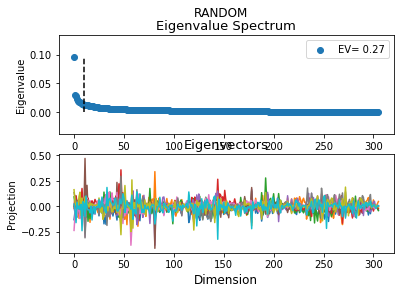 RANDOM
Eigenvalue Spectrum
EV= 0.27
0.10
0.05
0.00
Eigenvalue
0 50 100 150 200 250 300
Eigenvectors
0.50
0.25
0.00
−0.25
Projection
0 50 100 150 200 250 300
Dimension